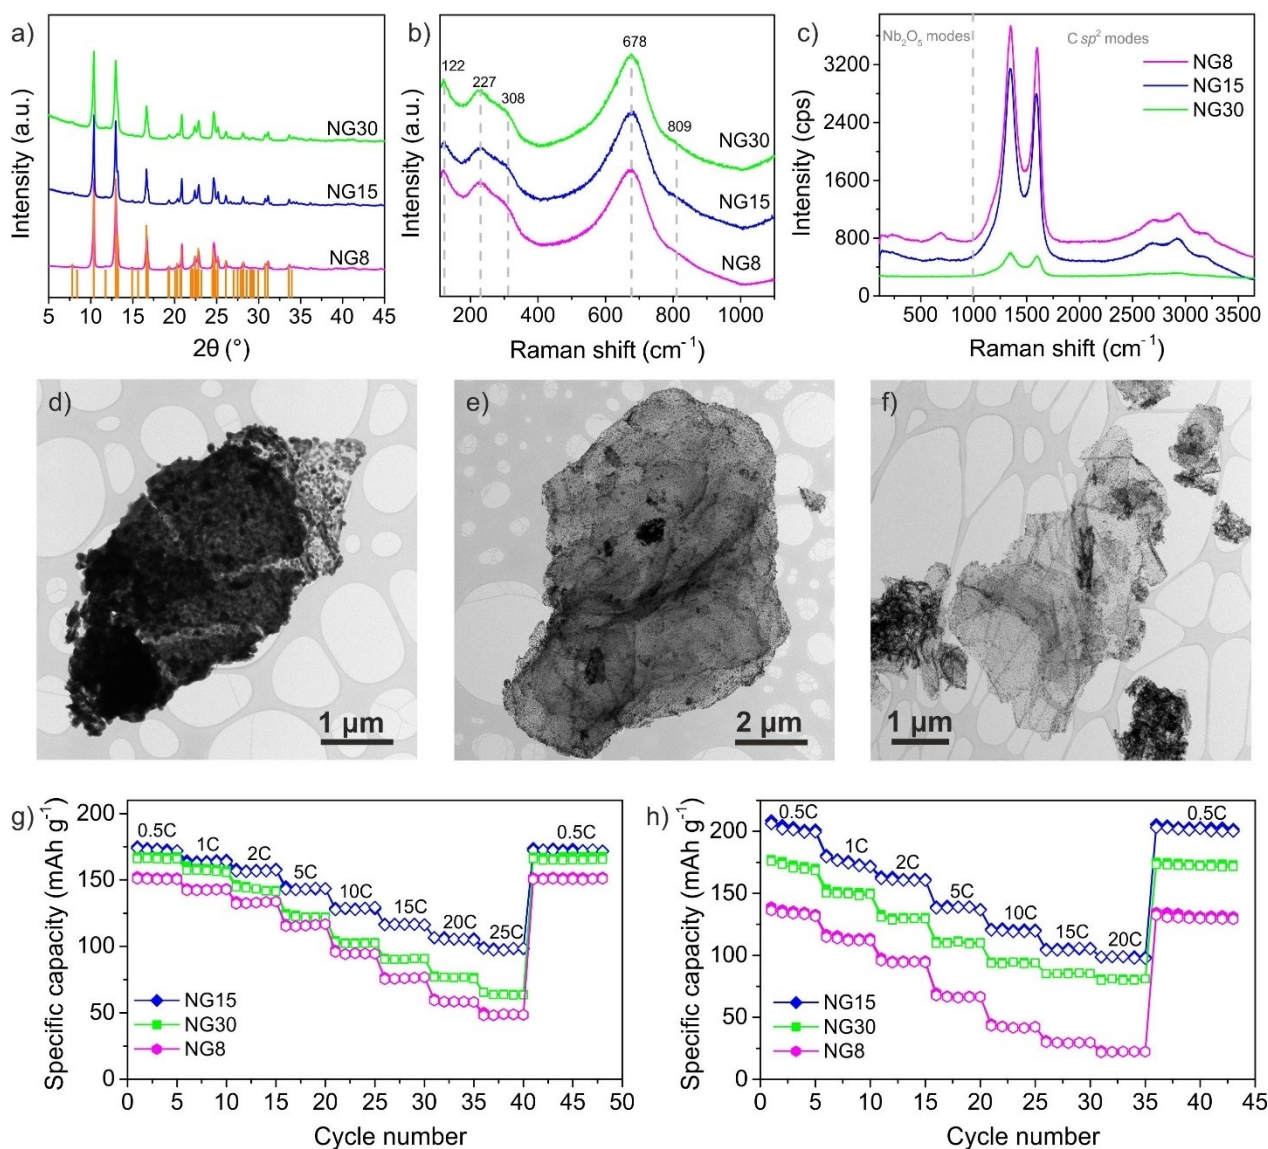 a)
Intensity (a.u.)
NG30
NG15
NG8
5 10 15 20 25 30 35 40 45
2θ (°)
b)
Intensity (a.u.)
678
122
227
308
809
NG30
NG15
NG8
200 400 600 800 1000
Raman shift (cm⁻¹)
c)
Nb₂O₅ modes
C sp² modes
NG8
NG15
NG30
Intensity (cps)
3200
2400
1600
800
0
500 1000 1500 2000 2500 3000 3500
Raman shift (cm⁻¹)
d)
1 µm
e)
2 µm
f)
1 µm
g)
Specific capacity (mAh g⁻¹)
200
150
100
50
0
0.5C
1C
2C
5C
10C
15C
20C
25C
0.5C
NG15
NG30
NG8
0 5 10 15 20 25 30 35 40 45 50
Cycle number
h)
Specific capacity (mAh g⁻¹)
200
150
100
50
0
0.5C
1C
2C
5C
10C
15C
20C
0.5C
NG15
NG30
NG8
0 5 10 15 20 25 30 35 40 45
Cycle number